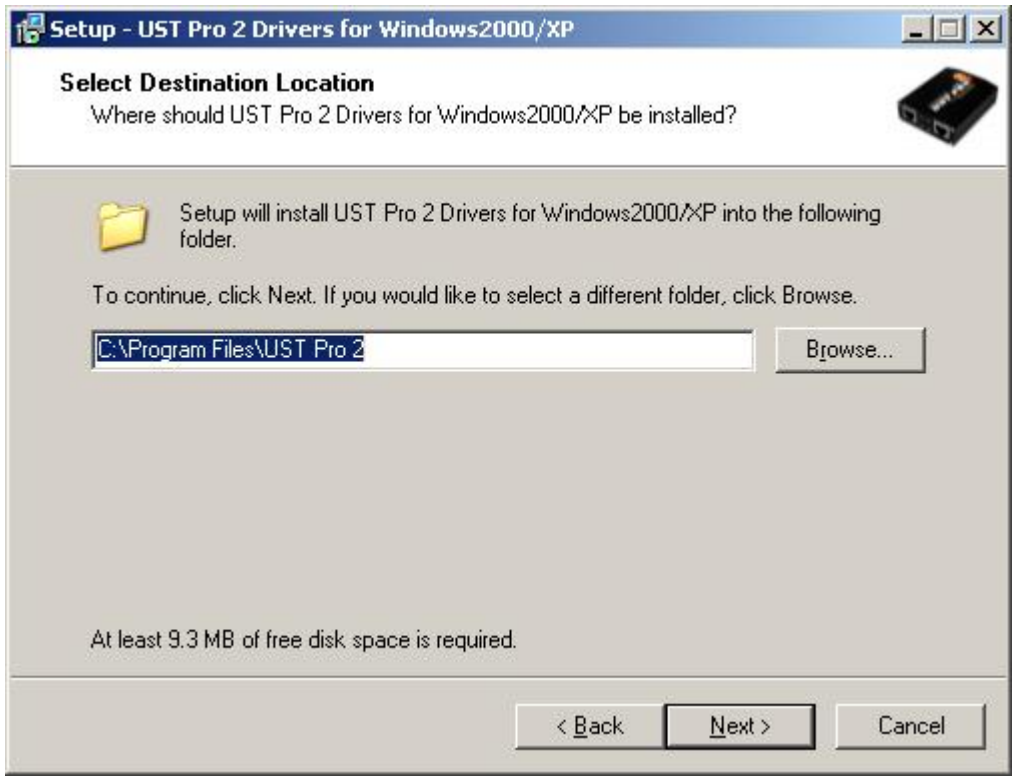 Setup - UST Pro 2 Drivers for Windows2000/XP
Select Destination Location
Where should UST Pro 2 Drivers for Windows2000/XP be installed?
Setup will install UST Pro 2 Drivers for Windows2000/XP into the following
folder.
To continue, click Next. If you would like to select a different folder, click Browse.
C:\Program Files\UST Pro 2
Browse...
At least 9.3 MB of free disk space is required.
< Back
Next >
Cancel